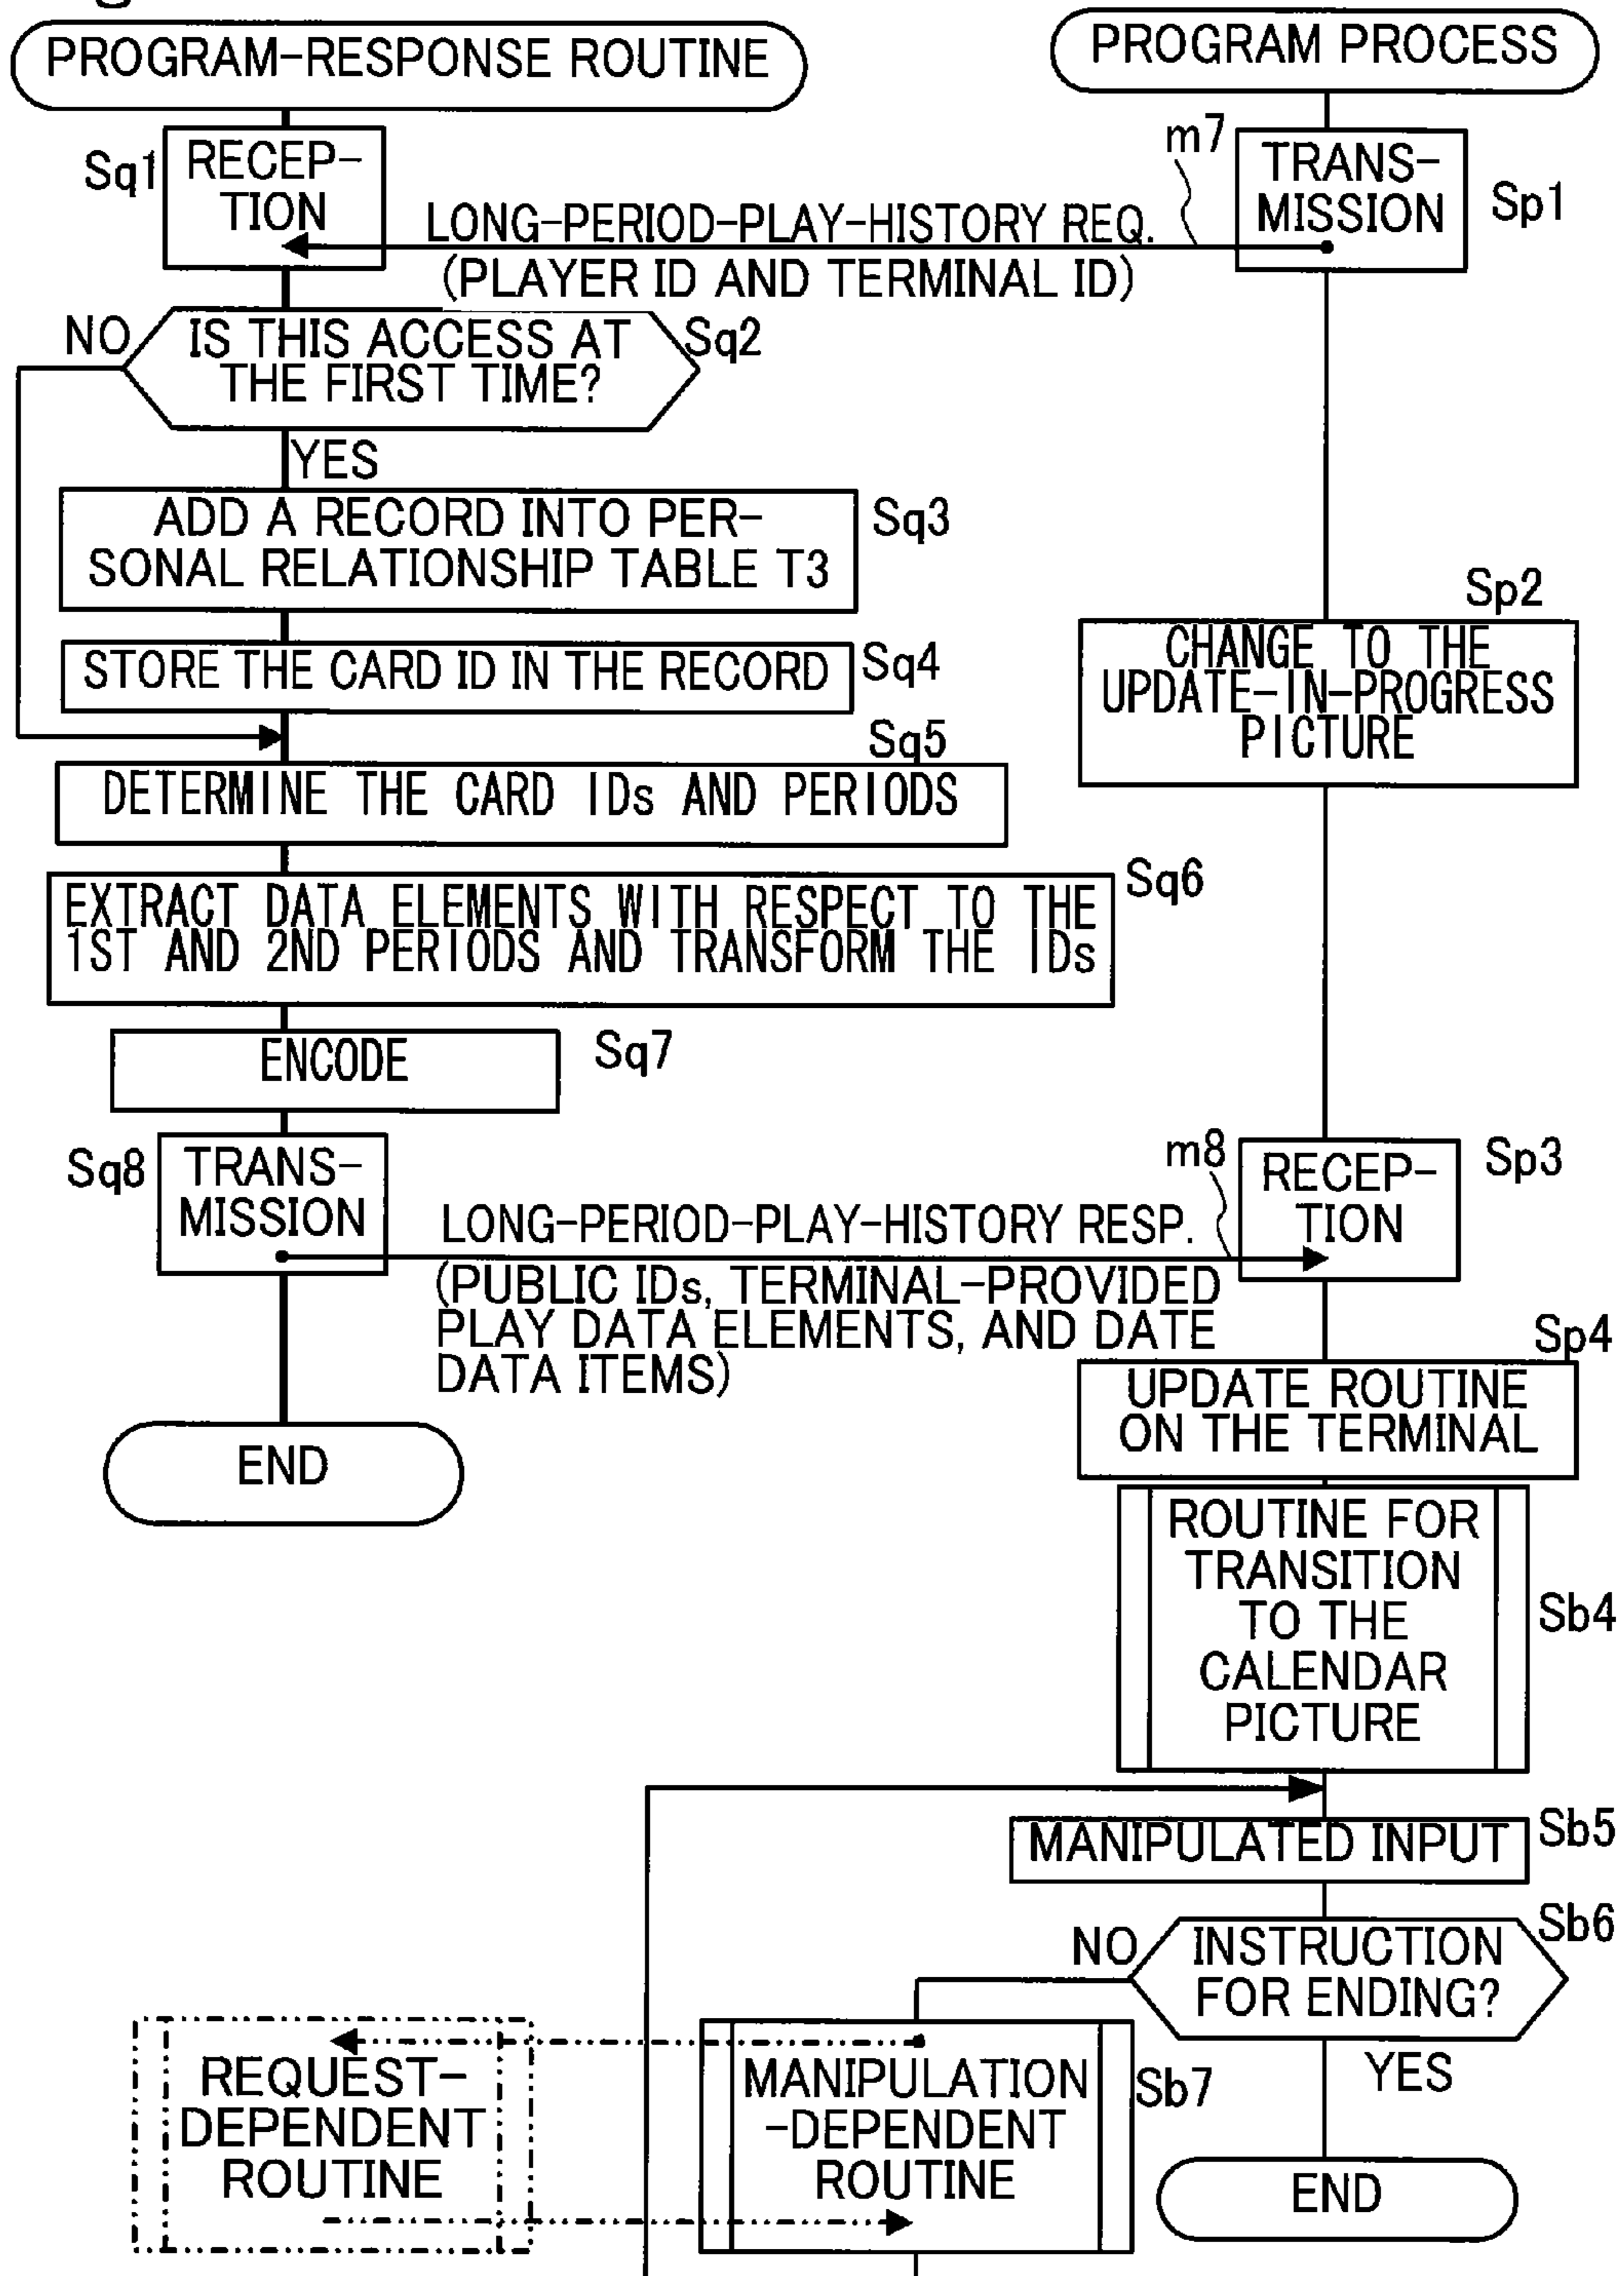 PROGRAM-RESPONSE ROUTINE
PROGRAM PROCESS
Sq1
RECEP-
TION
m7
TRANS-
MISSION
Sp1
LONG-PERIOD-PLAY-HISTORY REQ.
(PLAYER ID AND TERMINAL ID)
NO
IS THIS ACCESS AT
THE FIRST TIME?
Sq2
YES
ADD A RECORD INTO PER-
SONAL RELATIONSHIP TABLE T3
Sq3
STORE THE CARD ID IN THE RECORD
Sq4
Sp2
CHANGE TO THE
UPDATE-IN-PROGRESS
PICTURE
Sq5
DETERMINE THE CARD IDs AND PERIODS
Sq6
EXTRACT DATA ELEMENTS WITH RESPECT TO THE
1ST AND 2ND PERIODS AND TRANSFORM THE IDs
ENCODE
Sq7
Sq8
TRANS-
MISSION
m8
RECEP-
TION
Sp3
LONG-PERIOD-PLAY-HISTORY RESP.
(PUBLIC IDs, TERMINAL-PROVIDED
PLAY DATA ELEMENTS, AND DATE
DATA ITEMS)
END
Sp4
UPDATE ROUTINE
ON THE TERMINAL
ROUTINE FOR
TRANSITION
TO THE
CALENDAR
PICTURE
Sb4
MANIPULATED INPUT
Sb5
NO
INSTRUCTION
FOR ENDING?
Sb6
YES
REQUEST-
DEPENDENT
ROUTINE
MANIPULATION
-DEPENDENT
ROUTINE
Sb7
END